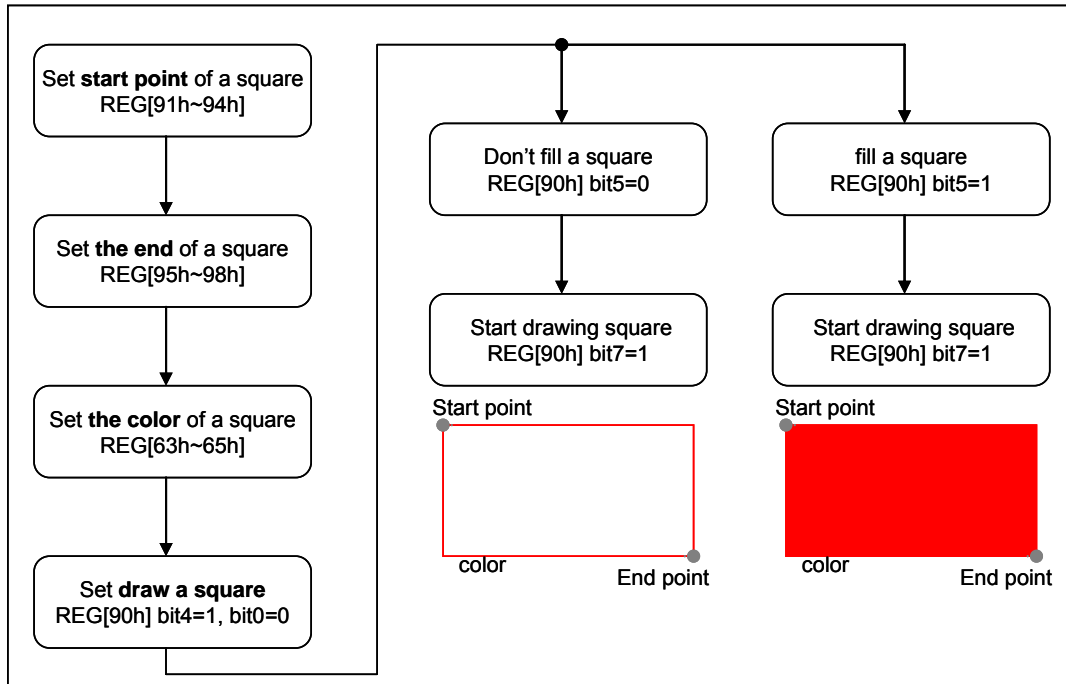 Set start point of a square
REG[91h~94h]
Set the end of a square
REG[95h~98h]
Set the color of a square
REG[63h~65h]
Set draw a square
REG[90h] bit4=1, bit0=0
Don't fill a square
REG[90h] bit5=0
Start drawing square
REG[90h] bit7=1
Start point
color
End point
fill a square
REG[90h] bit5=1
Start drawing square
REG[90h] bit7=1
Start point
color
End point